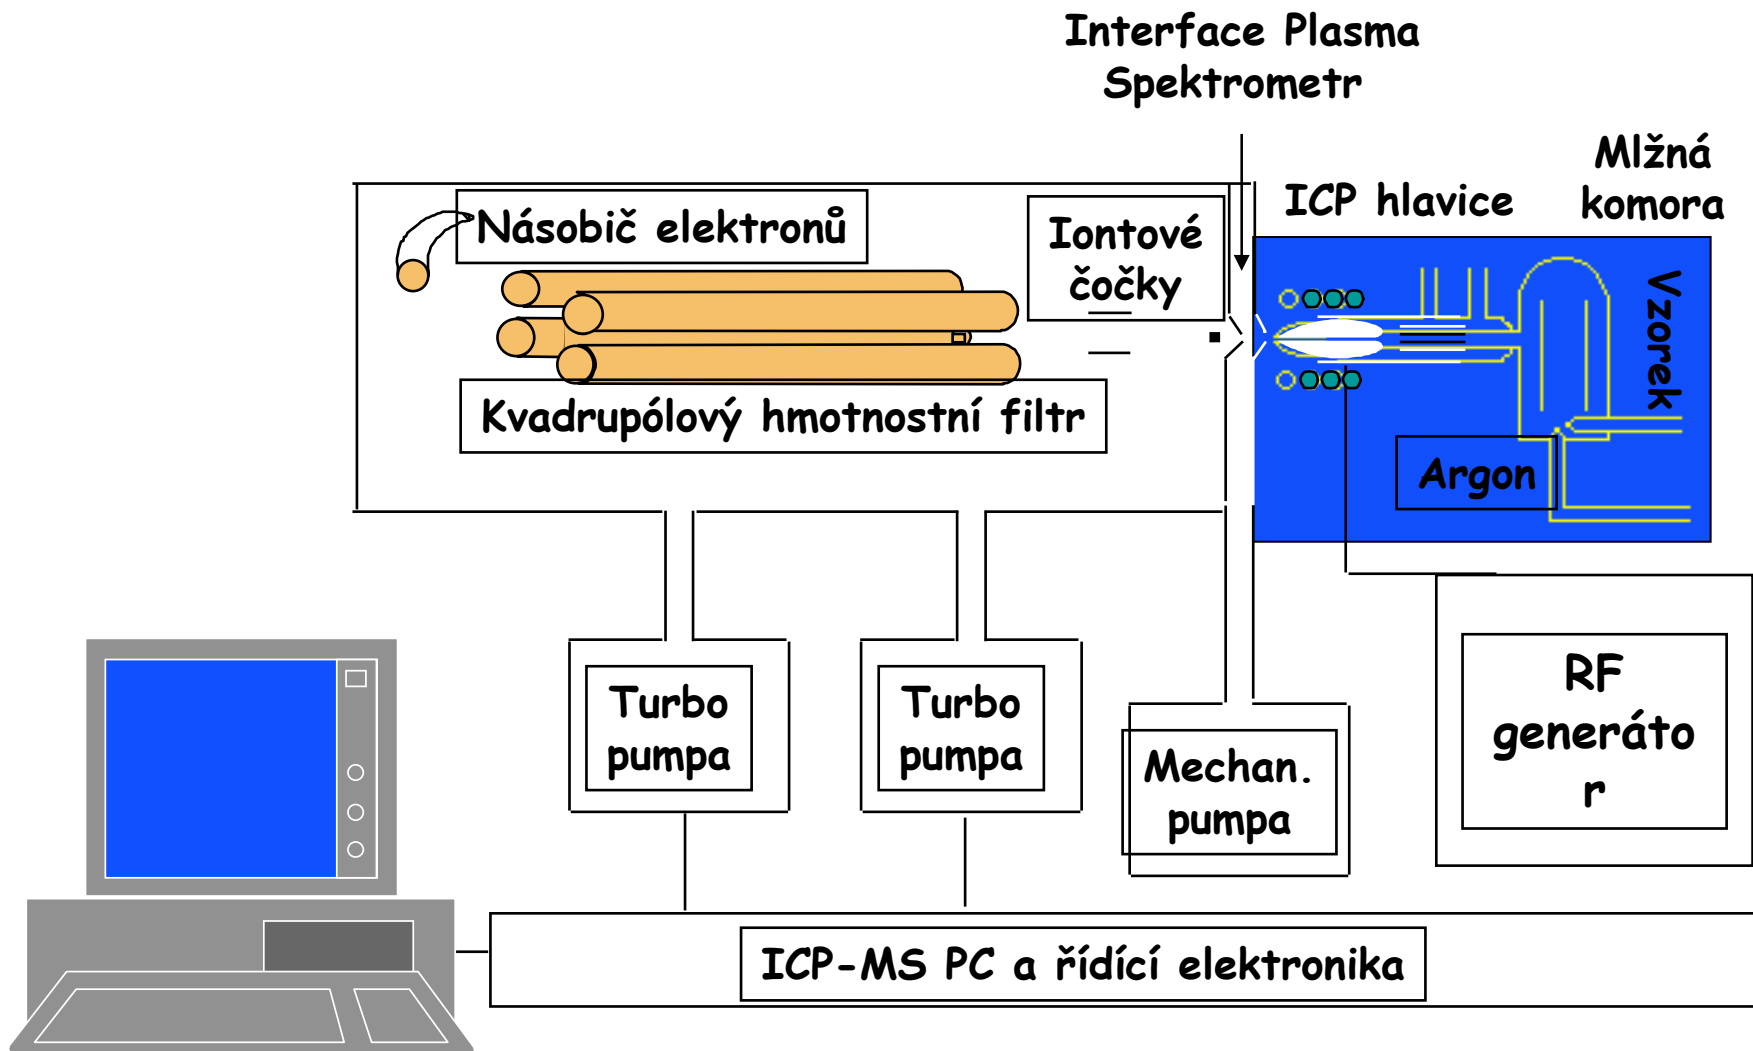 Interface Plasma
Spektrometr
Mlžná
komora
ICP hlavice
Násobič elektronů
Iontové
čočky
Vzorek
Kvadrupólový hmotnostní filtr
Argon
Turbo
pumpa
Turbo
pumpa
Mechan.
pumpa
RF
generáto
r
ICP-MS PC a řídící elektronika